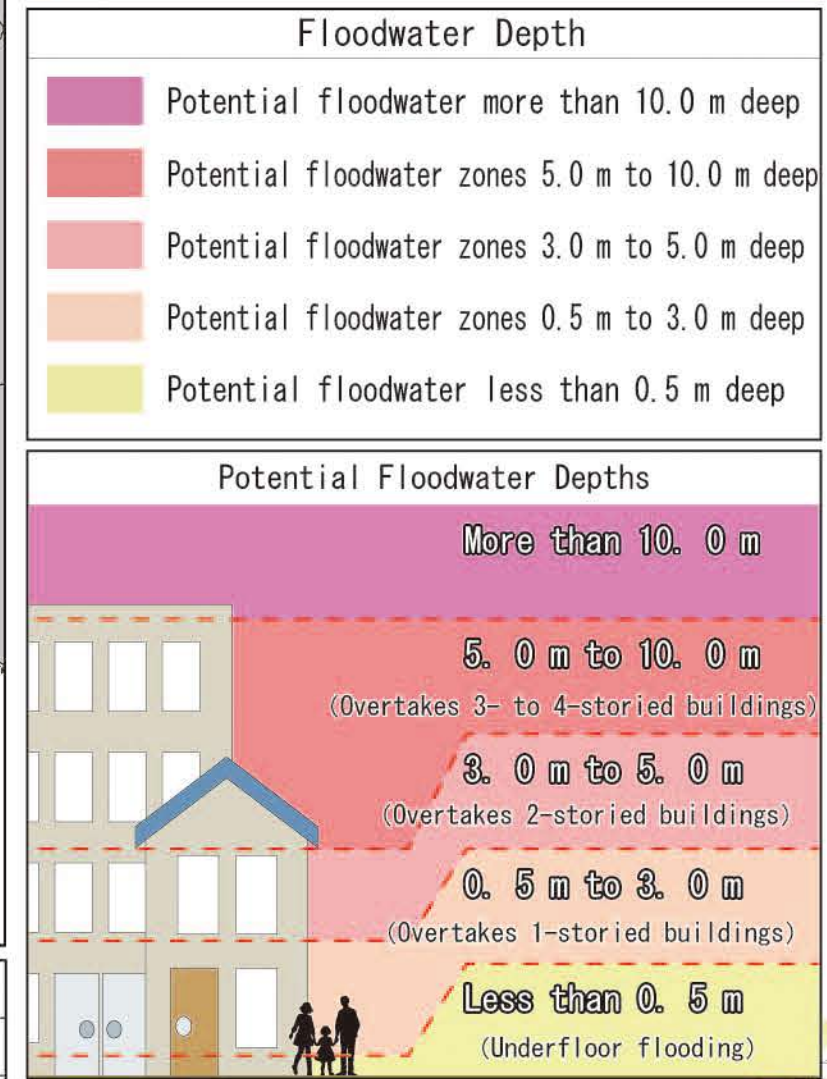 Floodwater Depth
Potential floodwater more than 10.0 m deep
Potential floodwater zones 5.0 m to 10.0 m deep
Potential floodwater zones 3.0 m to 5.0 m deep
Potential floodwater zones 0.5 m to 3.0 m deep
Potential floodwater less than 0.5 m deep
Potential Floodwater Depths
More than 10. 0 m
5. 0 m to 10. 0 m
(Overtakes 3- to 4-storied buildings)
3. 0 m to 5. 0 m
(Overtakes 2-storied buildings)
0. 5 m to 3. 0 m
(Overtakes 1-storied buildings)
Less than 0. 5 m
(Underfloor flooding)